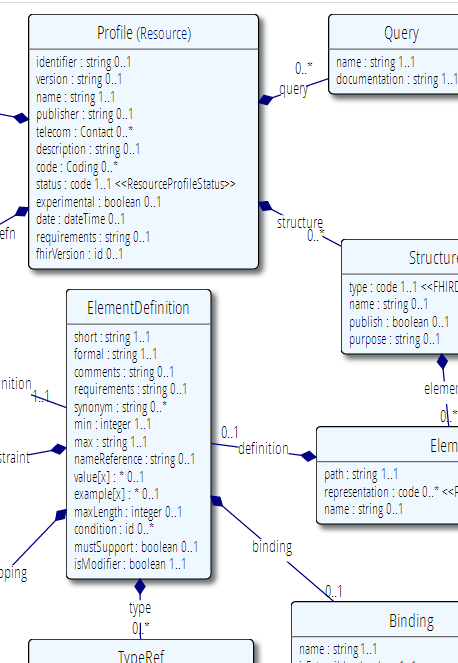 Profile (Resource)
identifier : string 0..1
version : string 0..1
name : string 1..1
publisher : string 0..1
telecom : Contact 0..*
description : string 0..1
code : Coding 0..*
status : code 1..1 <<ResourceProfileStatus>>
experimental : boolean 0..1
date : dateTime 0..1
requirements : string 0..1
fhirVersion : id 0..1
Query
name : string 1..1
documentation : string 1..1
0..*
query
structure
0..*
efn
Structure
type : code 1..1 <<FHIRD
name : string 0..1
publish : boolean 0..1
purpose : string 0..1
ElementDefinition
short : string 1..1
formal : string 1..1
comments : string 0..1
requirements : string 0..1
synonym : string 0..*
min : integer 1..1
max : string 1..1
nameReference : string 0..1
value[x] : * 0..1
example[x] : * 0..1
maxLength : integer 0..1
condition : id 0..*
mustSupport : boolean 0..1
isModifier : boolean 1..1
nition
1..1
straint
pping
elemen
0..*
0..1
definition
Elem
path : string 1..1
representation : code 0..* <<P
name : string 0..1
binding
0..1
type
0..*
TypeRef
Binding
name : string 1..1